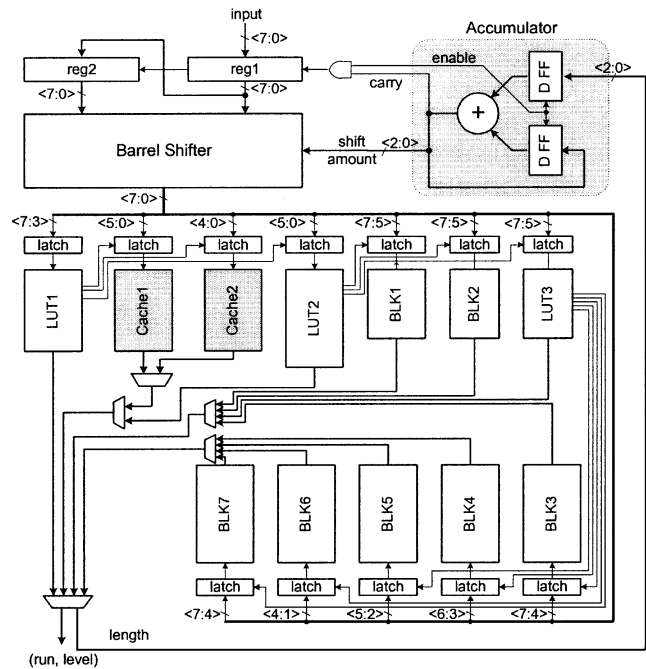 input
Accumulator
<7:0>
reg2
reg1
enable
D FF
<2:0>
carry
<7:0>
<7:0>
+
Barrel Shifter
shift
amount
<2:0>
D FF
<7:0>
<7:3>
<5:0>
<4:0>
<5:0>
<7:5>
<7:5>
<7:5>
latch
latch
latch
latch
latch
latch
latch
LUT1
Cache1
Cache2
LUT2
BLK1
BLK2
LUT3
BLK7
BLK6
BLK5
BLK4
BLK3
latch
latch
latch
latch
latch
<7:4>
<4:1>
<5:2>
<6:3>
<7:4>
length
(run, level)